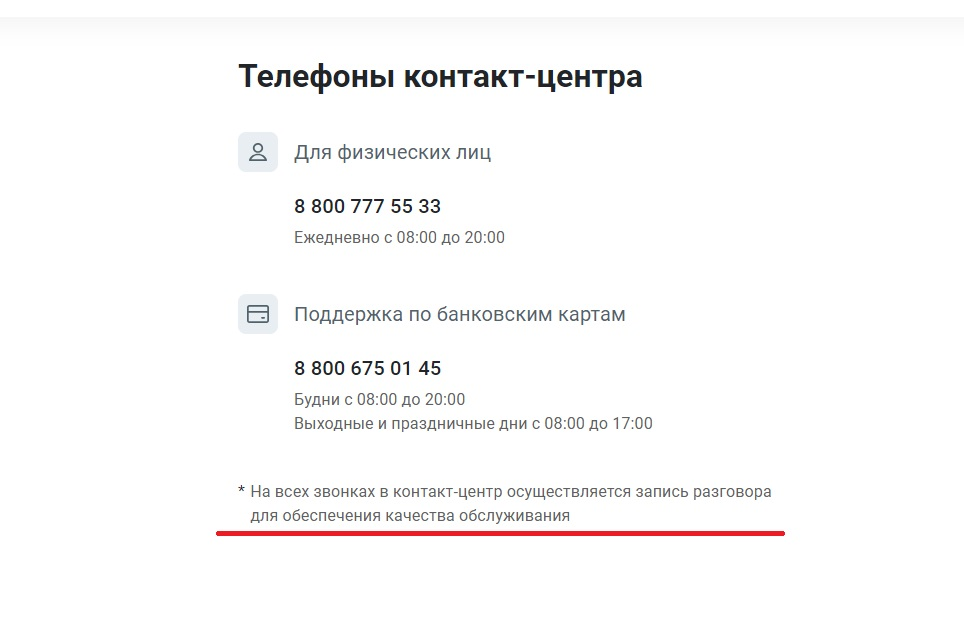 Телефоны контакт-центра
Для физических лиц
8 800 777 55 33
Ежедневно с 08:00 до 20:00
Поддержка по банковским картам
8 800 675 01 45
Будни с 08:00 до 20:00
Выходные и праздничные дни с 08:00 до 17:00
* На всех звонках в контакт-центр осуществляется запись разговора
для обеспечения качества обслуживания